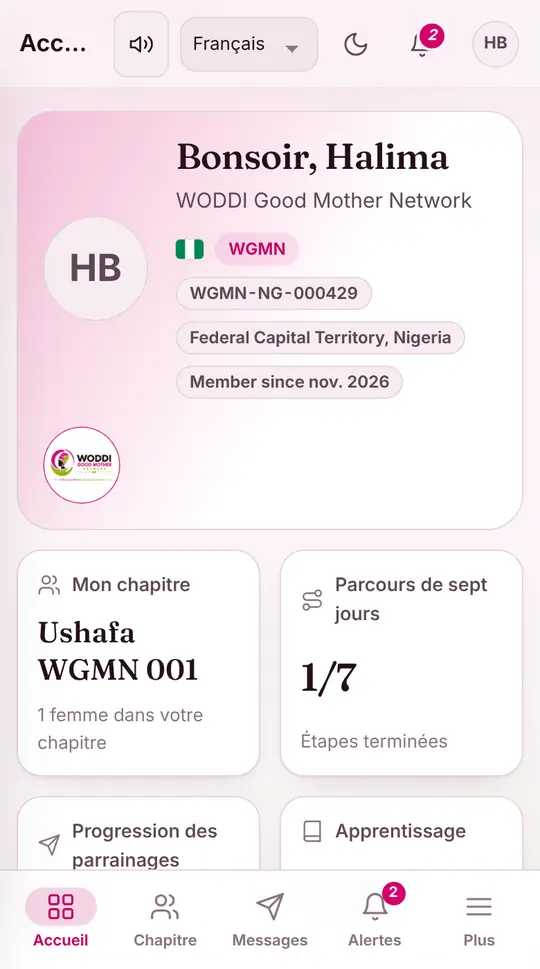 Acc...
Français
2
HB
Bonsoir, Halima
WODDI Good Mother Network
WGMN
HB
WGMN-NG-000429
Federal Capital Territory, Nigeria
Member since nov. 2026
WODDI
GOOD MOTHER
NETWORK
Mon chapitre
Ushafa
WGMN 001
1 femme dans votre
chapitre
Parcours de sept
jours
1/7
Étapes terminées
Progression des
parrainages
Apprentissage
2
Accueil
Chapitre
Messages
Alertes
Plus